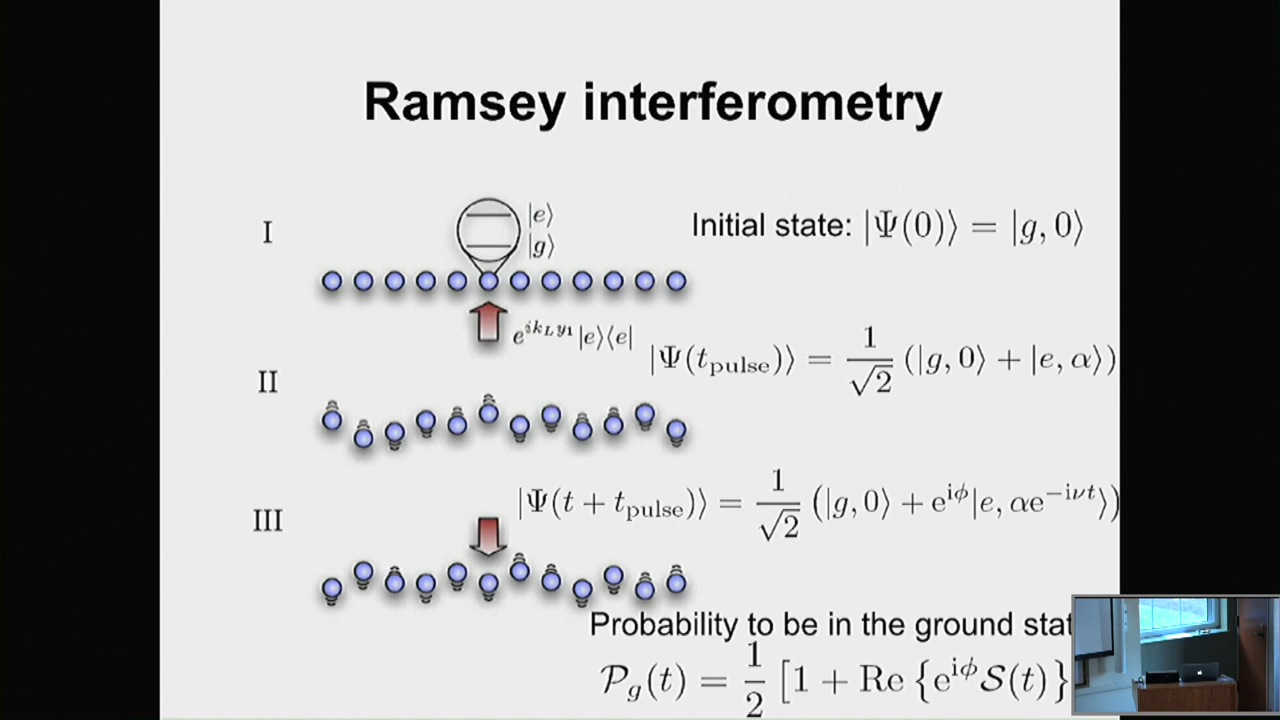 Ramsey interferometry
I
|e⟩
|g⟩
Initial state: |Ψ(0)⟩ = |g, 0⟩
e^{ik_L y_1}|e⟩⟨e|
|Ψ(t_pulse)⟩ = 1/√2 (|g, 0⟩ + |e, α⟩)
II
|Ψ(t + t_pulse)⟩ = 1/√2 (|g, 0⟩ + e^{iϕ}|e, αe^{−iνt}⟩)
III
Probability to be in the ground
𝒫_g(t) = 1/2 [1 + Re {e^{iϕ}𝒮(t)}